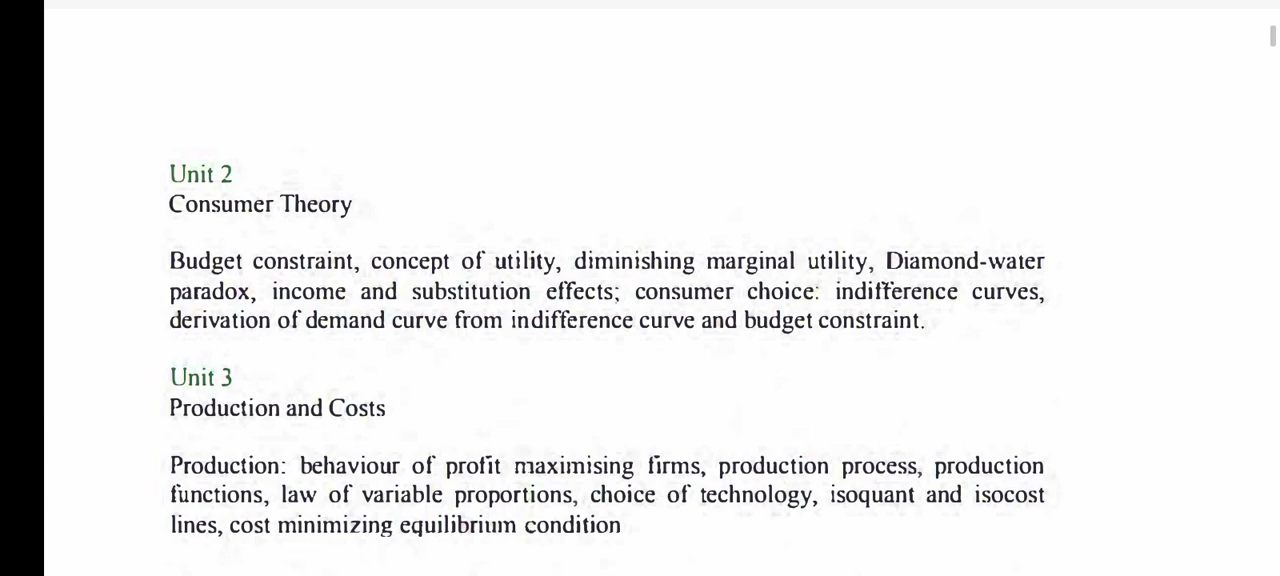 Unit 2
Consumer Theory
Budget constraint, concept of utility, diminishing marginal utility, Diamond-water
paradox, income and substitution effects; consumer choice: indifference curves,
derivation of demand curve from indifference curve and budget constraint.
Unit 3
Production and Costs
Production: behaviour of profit maximising firms, production process, production
functions, law of variable proportions, choice of technology, isoquant and isocost
lines, cost minimizing equilibrium condition